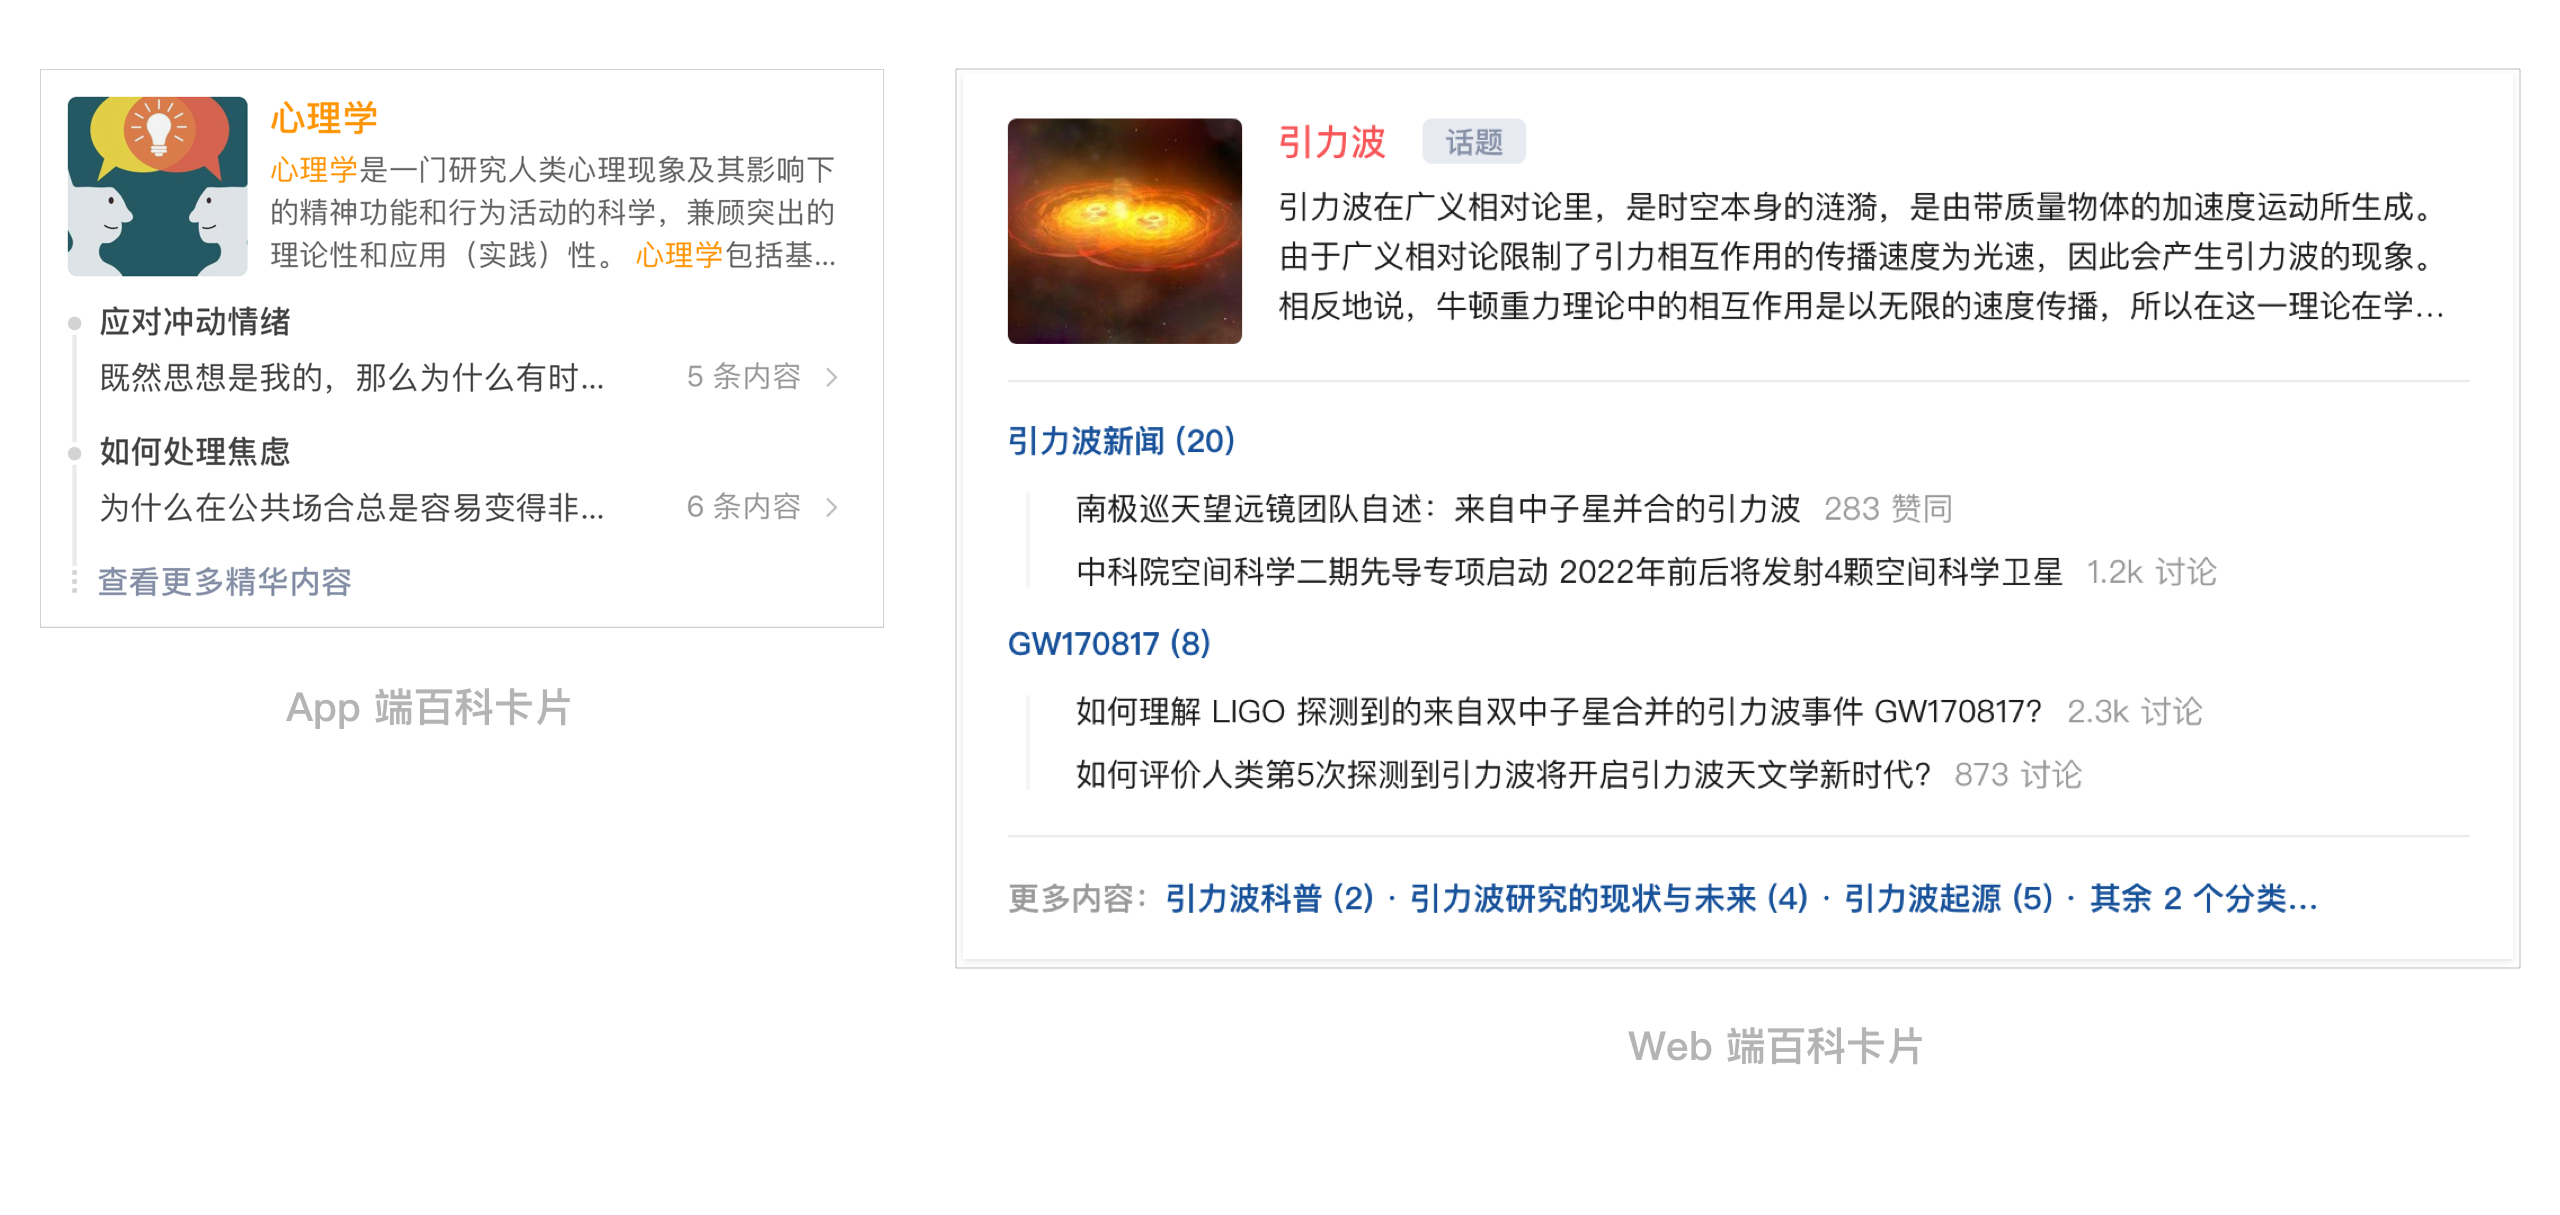 心理学
心理学是一门研究人类心理现象及其影响下
的精神功能和行为活动的科学，兼顾突出的
理论性和应用（实践）性。 心理学包括基...
应对冲动情绪
既然思想是我的，那么为什么有时... 5 条内容
如何处理焦虑
为什么在公共场合总是容易变得非... 6 条内容
查看更多精华内容
App 端百科卡片
引力波 话题
引力波在广义相对论里，是时空本身的涟漪，是由带质量物体的加速度运动所生成。
由于广义相对论限制了引力相互作用的传播速度为光速，因此会产生引力波的现象。
相反地说，牛顿重力理论中的相互作用是以无限的速度传播，所以在这一理论在学...
引力波新闻 (20)
南极巡天望远镜团队自述：来自中子星并合的引力波 283 赞同
中科院空间科学二期先导专项启动 2022年前后将发射4颗空间科学卫星 1.2k 讨论
GW170817 (8)
如何理解 LIGO 探测到的来自双中子星合并的引力波事件 GW170817？ 2.3k 讨论
如何评价人类第5次探测到引力波将开启引力波天文学新时代？ 873 讨论
更多内容：引力波科普 (2) · 引力波研究的现状与未来 (4) · 引力波起源 (5) · 其余 2 个分类...
Web 端百科卡片